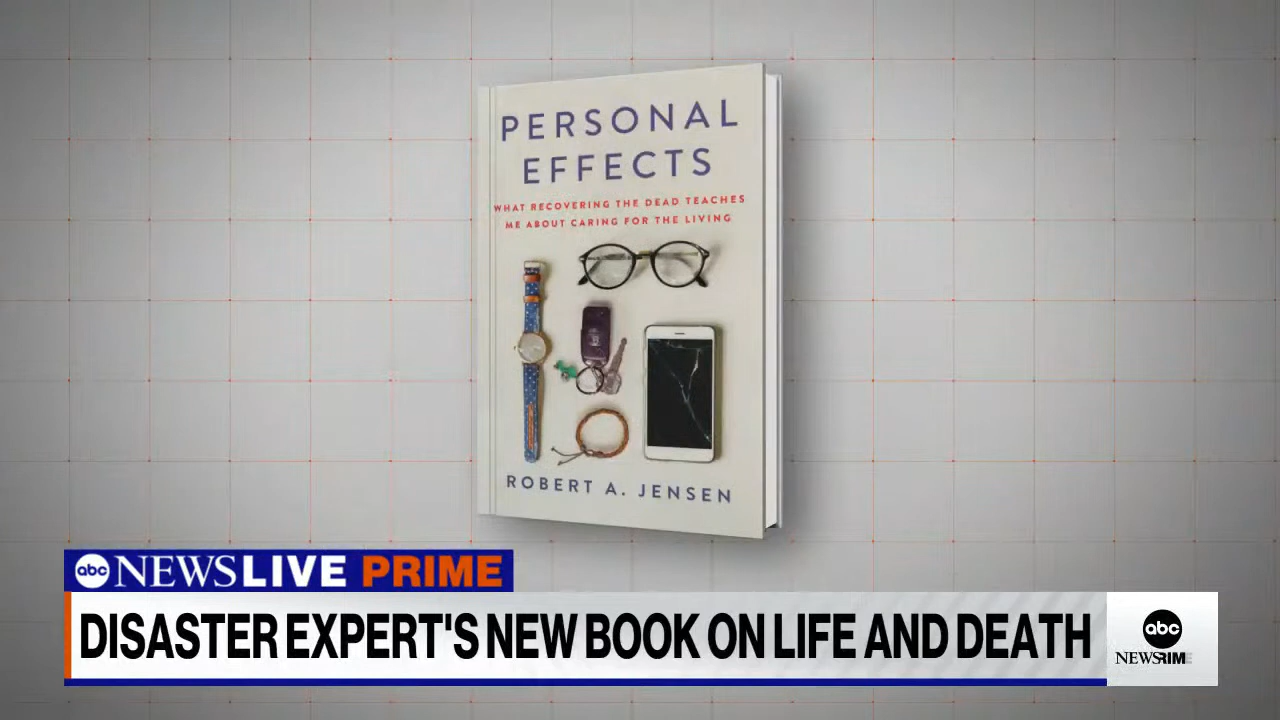 PERSONAL
EFFECTS
WHAT RECOVERING THE DEAD TEACHES
ME ABOUT CARING FOR THE LIVING
ROBERT A. JENSEN
abc NEWS LIVE PRIME
DISASTER EXPERT'S NEW BOOK ON LIFE AND DEATH
abc
NEWS